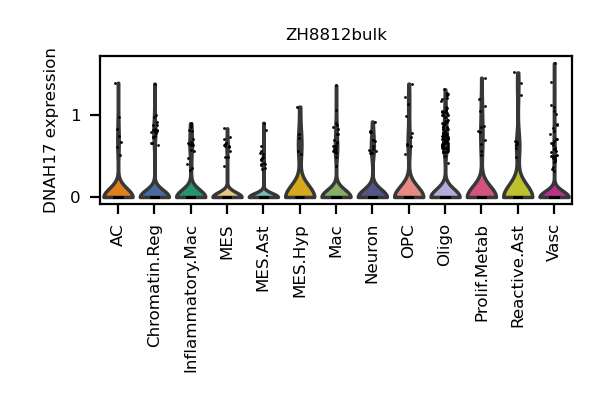 ZH8812bulk
DNAH17 expression
1
0
AC
Chromatin.Reg
Inflammatory.Mac
MES
MES.Ast
MES.Hyp
Mac
Neuron
OPC
Oligo
Prolif.Metab
Reactive.Ast
Vasc